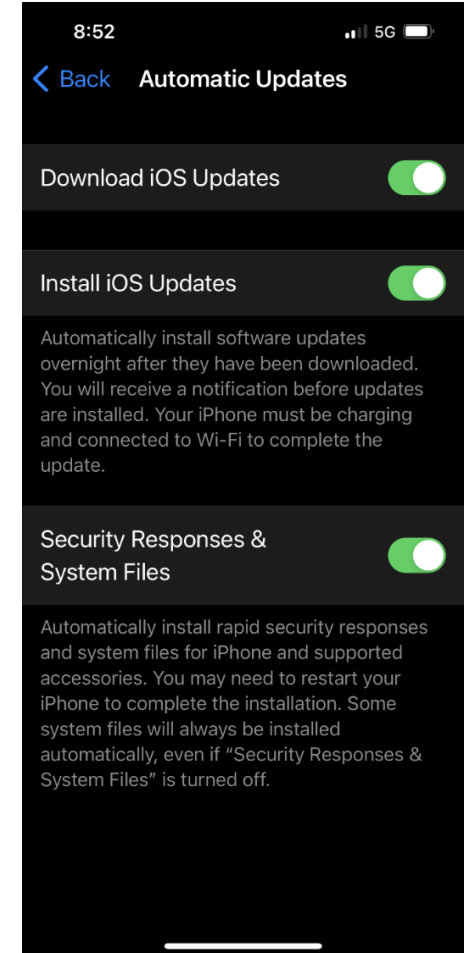 8:52
5G
Back
Automatic Updates
Download iOS Updates
Install iOS Updates
Automatically install software updates
overnight after they have been downloaded.
You will receive a notification before updates
are installed. Your iPhone must be charging
and connected to Wi-Fi to complete the
update.
Security Responses &
System Files
Automatically install rapid security responses
and system files for iPhone and supported
accessories. You may need to restart your
iPhone to complete the installation. Some
system files will always be installed
automatically, even if “Security Responses &
System Files” is turned off.